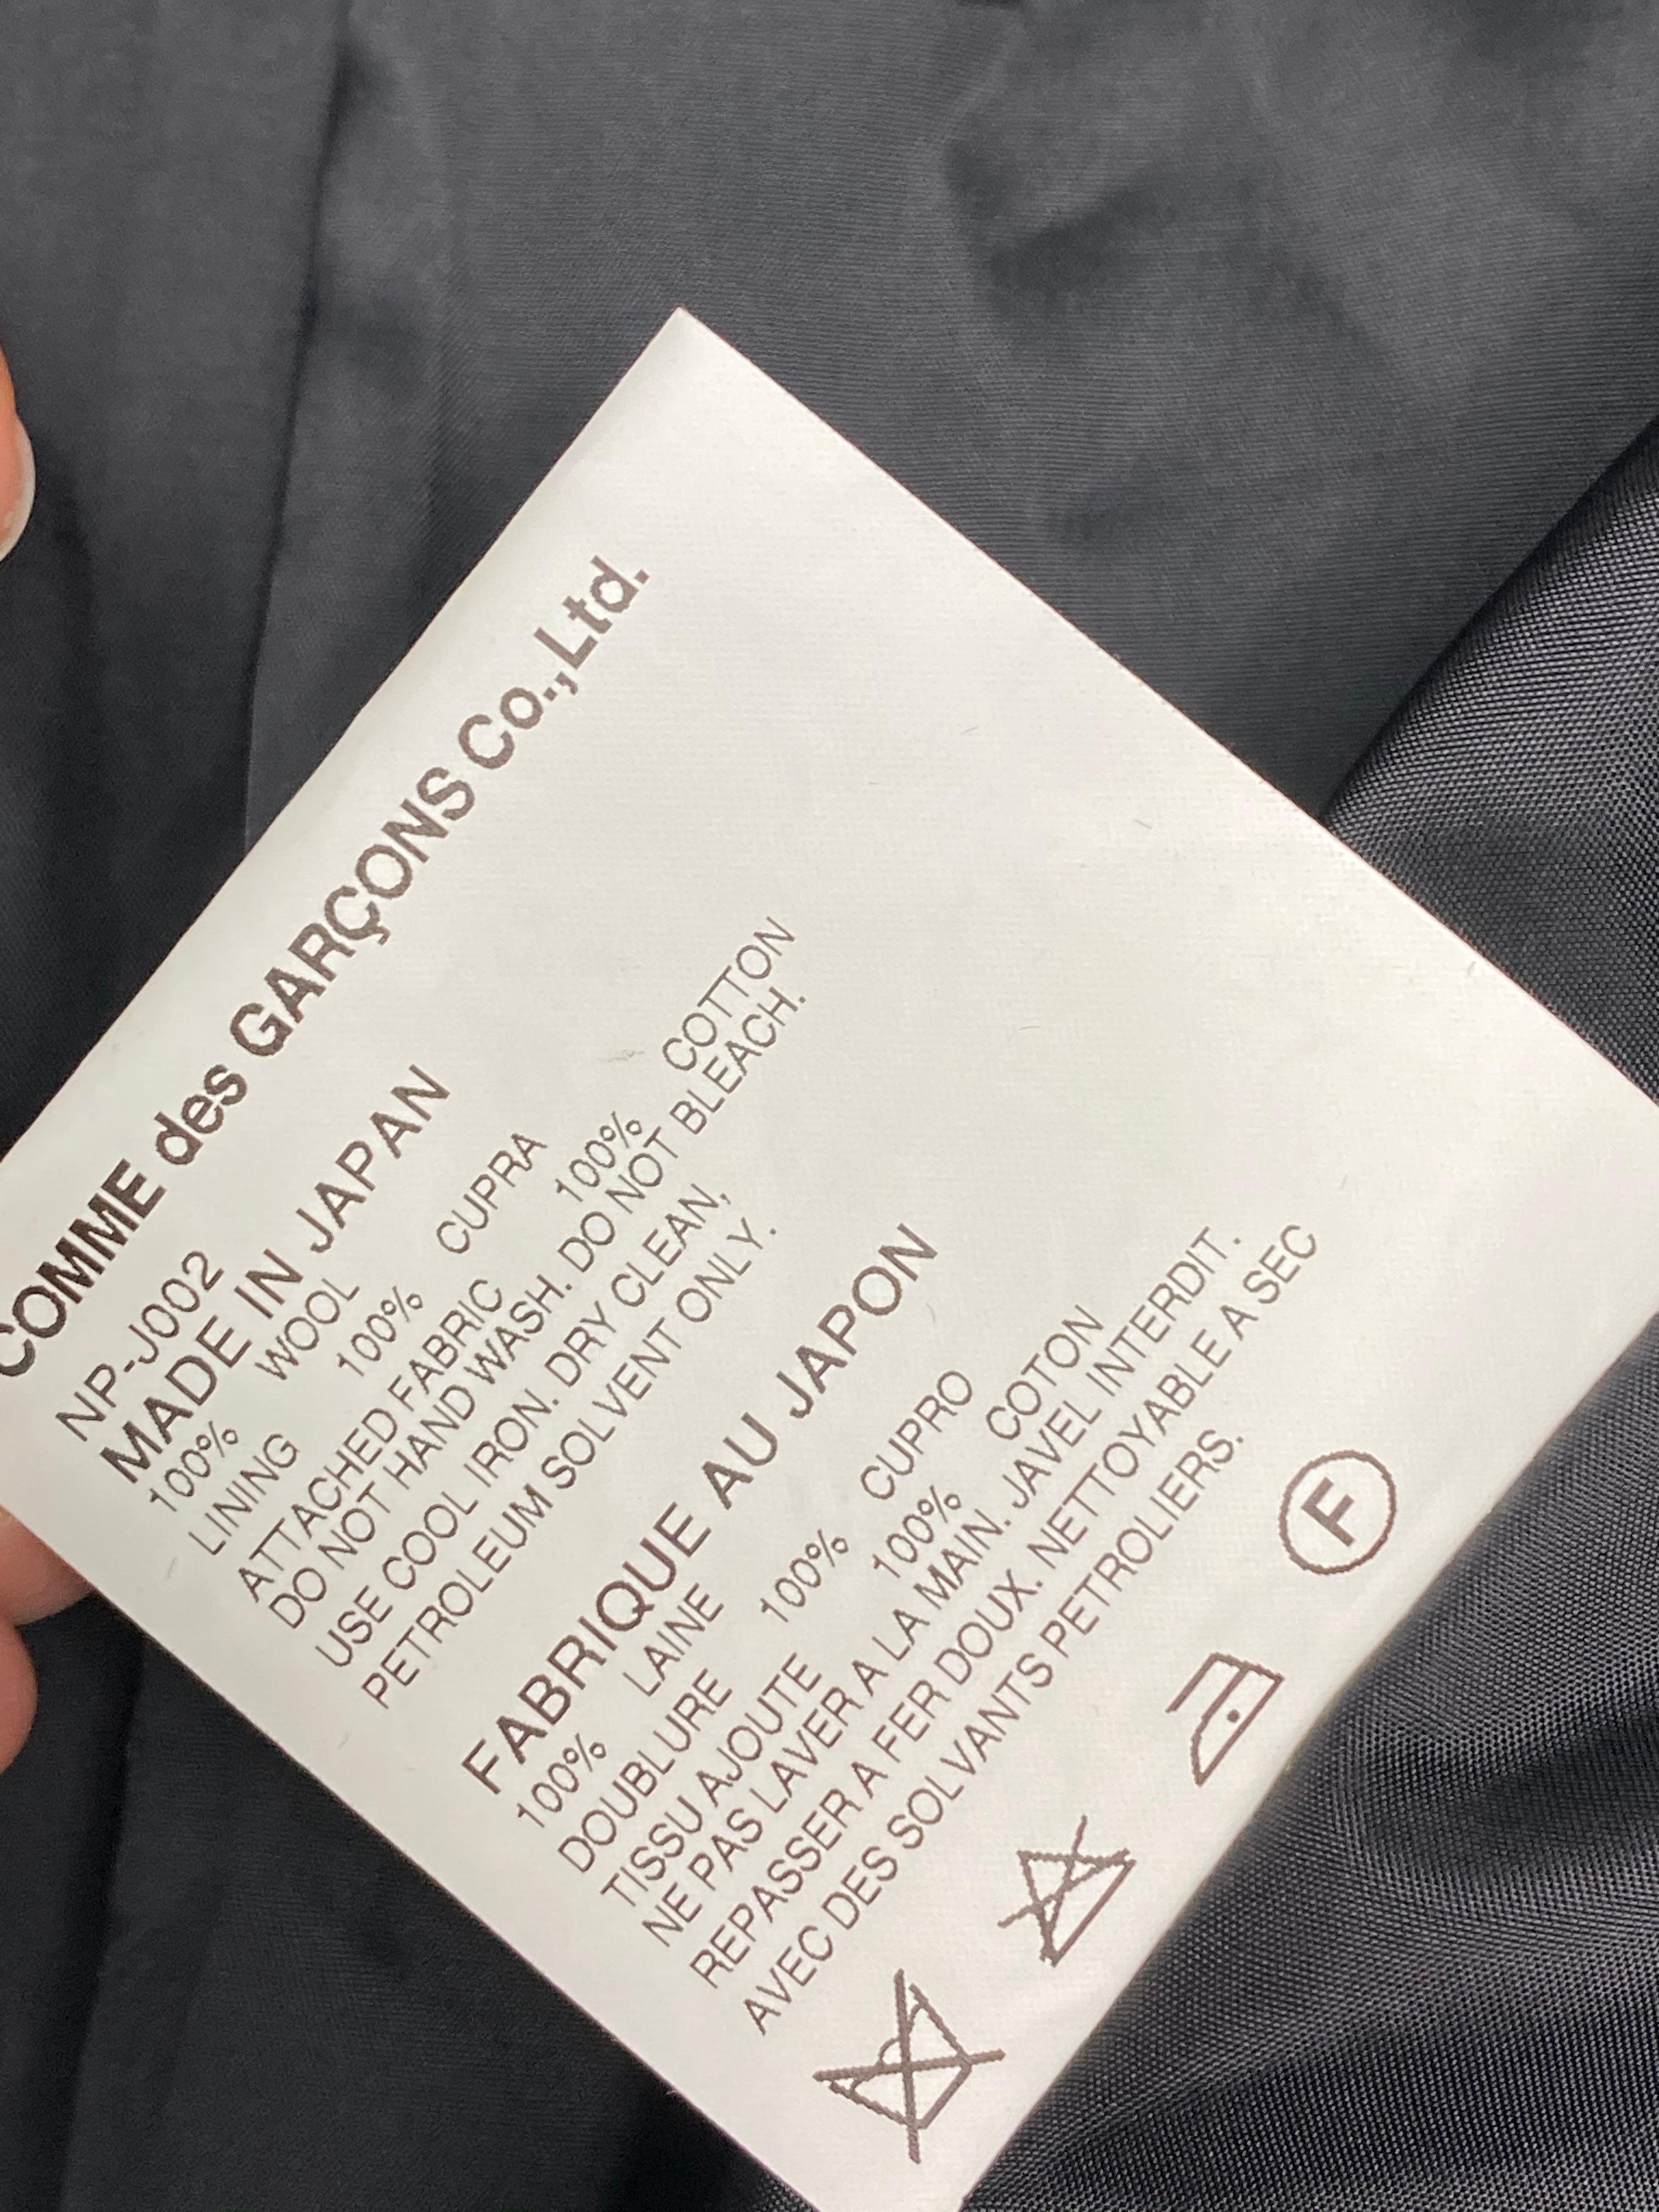 COMME des GARÇONS Co.,Ltd.
NP-J002
MADE IN JAPAN
100% WOOL
LINING 100% CUPRA
ATTACHED FABRIC 100% COTTON
DO NOT HAND WASH. DO NOT BLEACH.
USE COOL IRON. DRY CLEAN,
PETROLEUM SOLVENT ONLY.
FABRIQUE AU JAPON
100% LAINE
DOUBLURE 100% CUPRO
TISSU AJOUTE 100% COTON
NE PAS LAVER A LA MAIN. JAVEL INTERDIT.
REPASSER A FER DOUX. NETTOYABLE A SEC
AVEC DES SOLVANTS PETROLIERS.
F